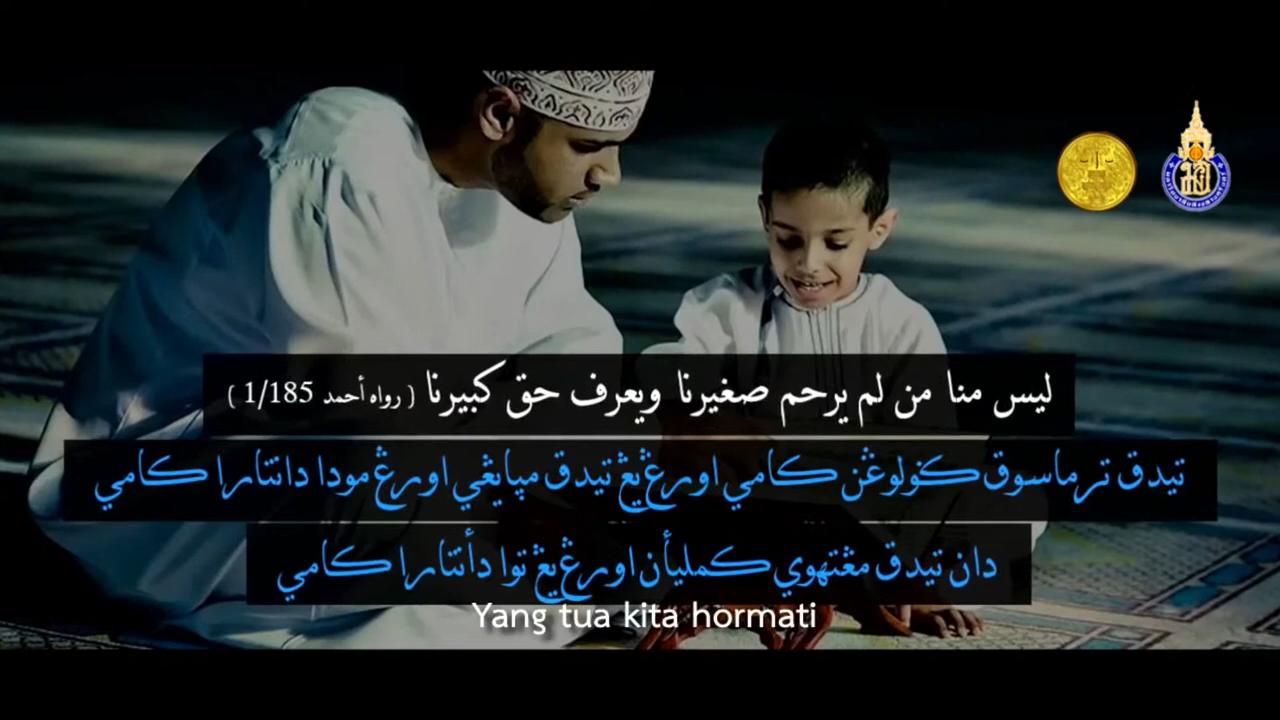 ليس منا من لم يرحم صغيرنا ويعرف حق كبيرنا ( رواه أحمد 1/185 )
تيدق ترماسوق ڬولوڠن كامي اورڠ يڠ تيدق مڽايڠي اورڠ مودا دانتارا كامي
دان تيدق مڠتهوي كمليأن اورڠ يڠ توا دأنتارا كامي
Yang tua kita hormati